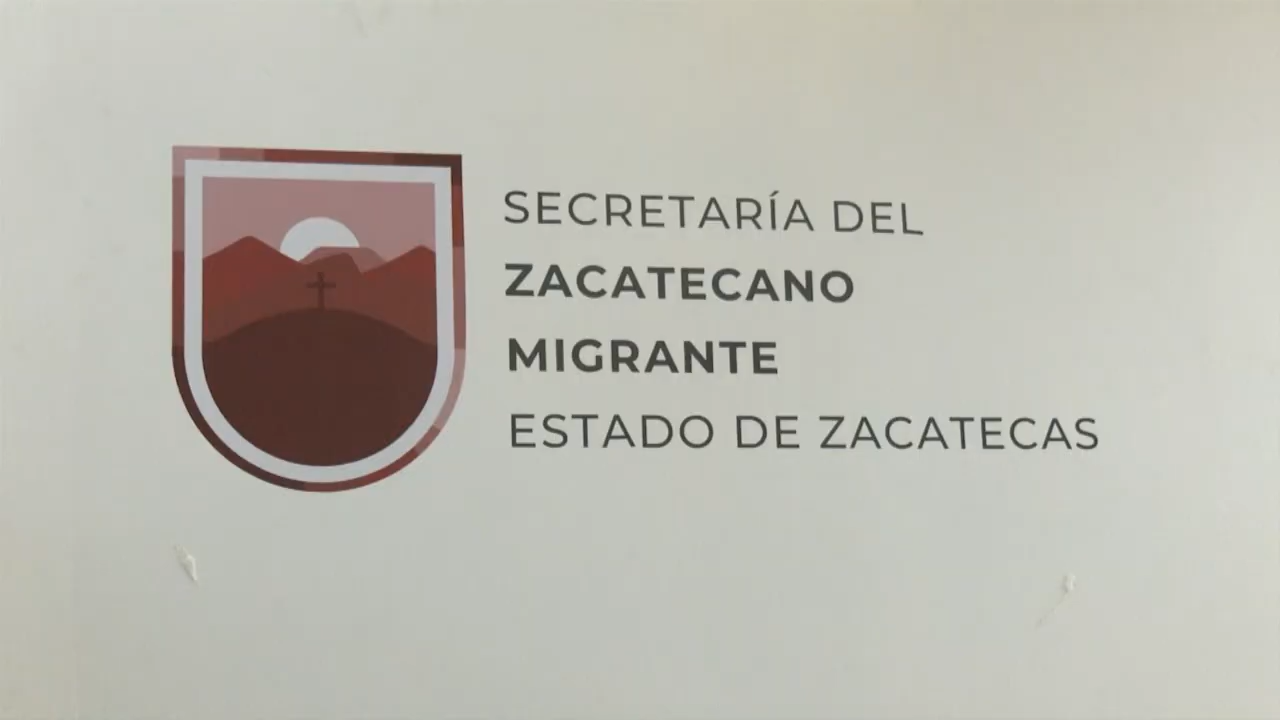 SECRETARÍA DEL
ZACATECANO
MIGRANTE
ESTADO DE ZACATECAS